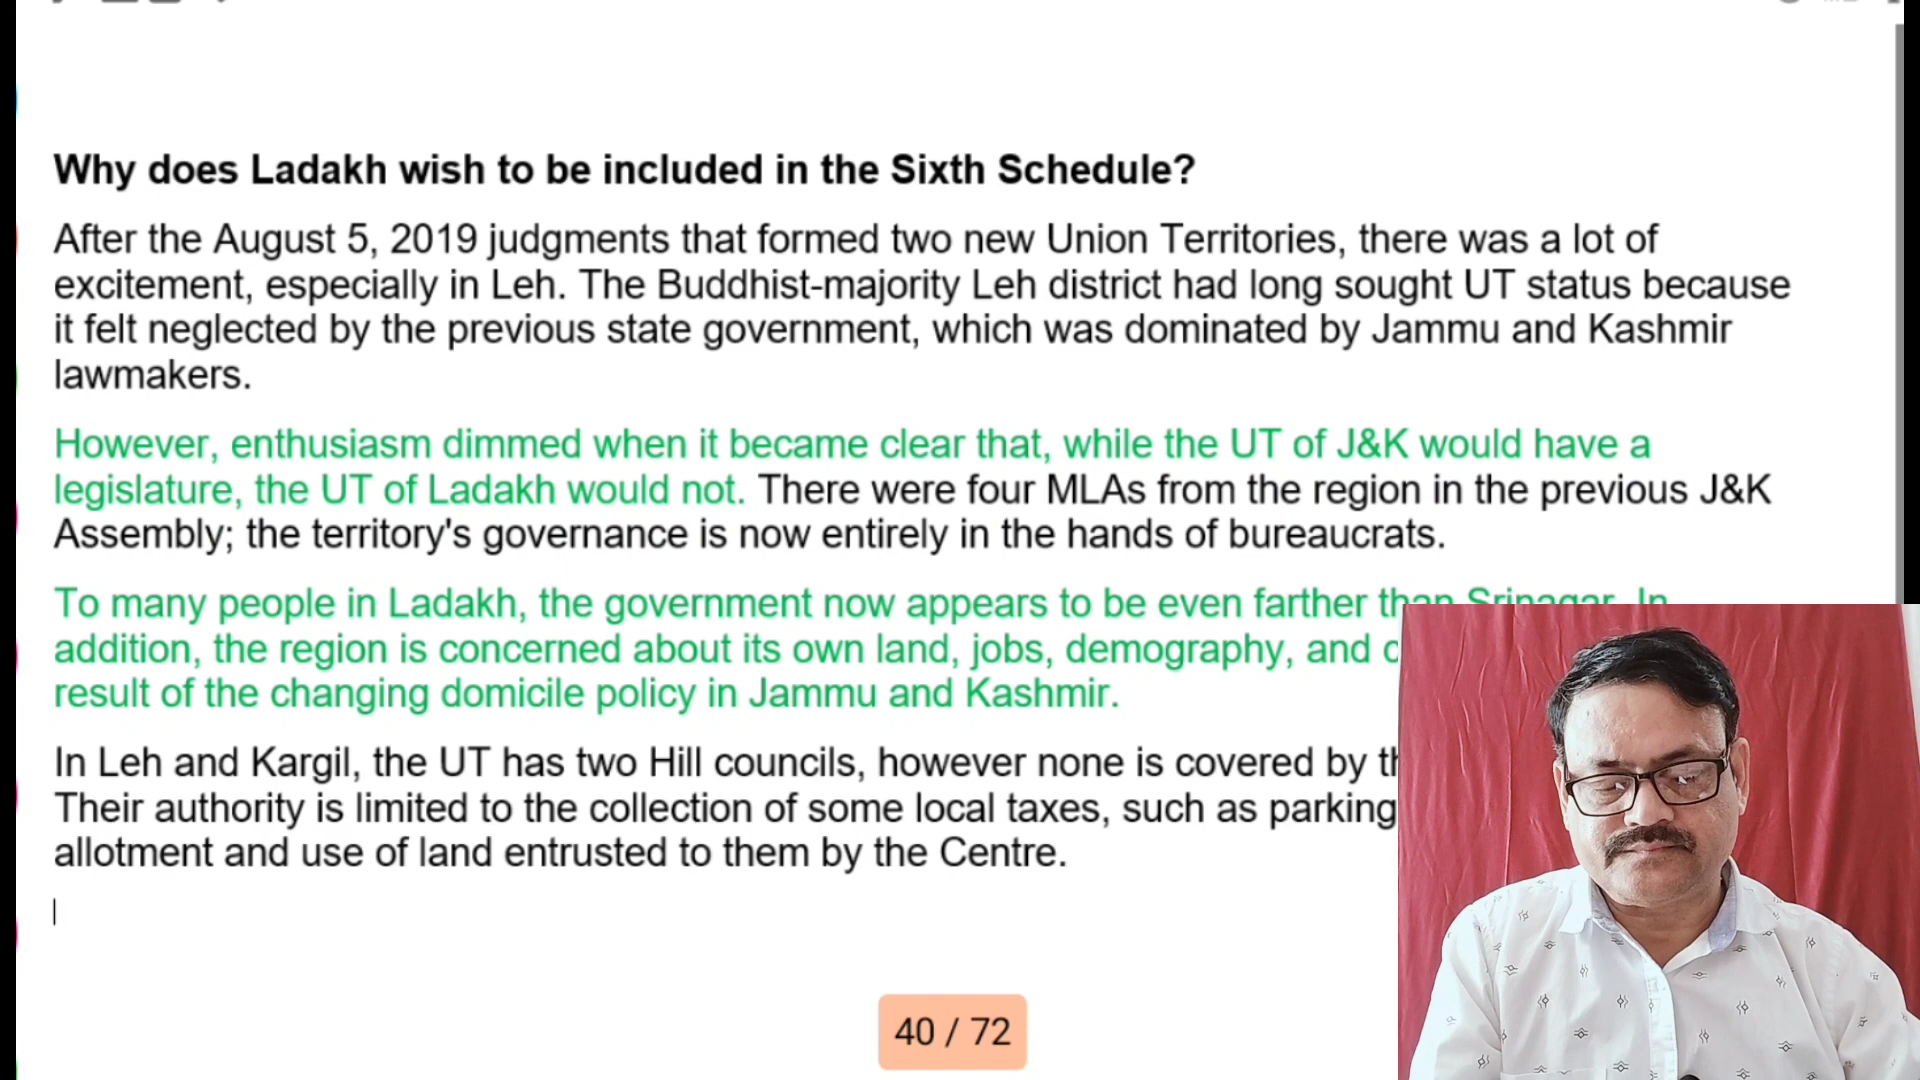 Why does Ladakh wish to be included in the Sixth Schedule?
After the August 5, 2019 judgments that formed two new Union Territories, there was a lot of
excitement, especially in Leh. The Buddhist-majority Leh district had long sought UT status because
it felt neglected by the previous state government, which was dominated by Jammu and Kashmir
lawmakers.
However, enthusiasm dimmed when it became clear that, while the UT of J&K would have a
legislature, the UT of Ladakh would not. There were four MLAs from the region in the previous J&K
Assembly; the territory's governance is now entirely in the hands of bureaucrats.
To many people in Ladakh, the government now appears to be even farther than Srinagar. In
addition, the region is concerned about its own land, jobs, demography, and
result of the changing domicile policy in Jammu and Kashmir.
In Leh and Kargil, the UT has two Hill councils, however none is covered by
Their authority is limited to the collection of some local taxes, such as parking
allotment and use of land entrusted to them by the Centre.
40 / 72